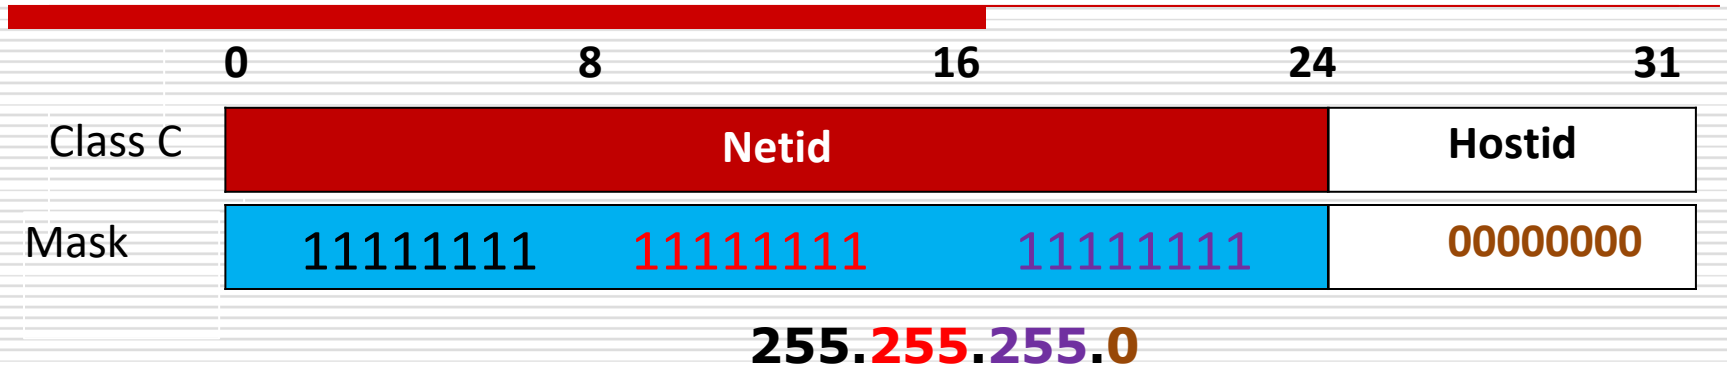 0 8 16 24 31
Class C Netid Hostid
Mask 11111111 11111111 11111111 00000000
255.255.255.0